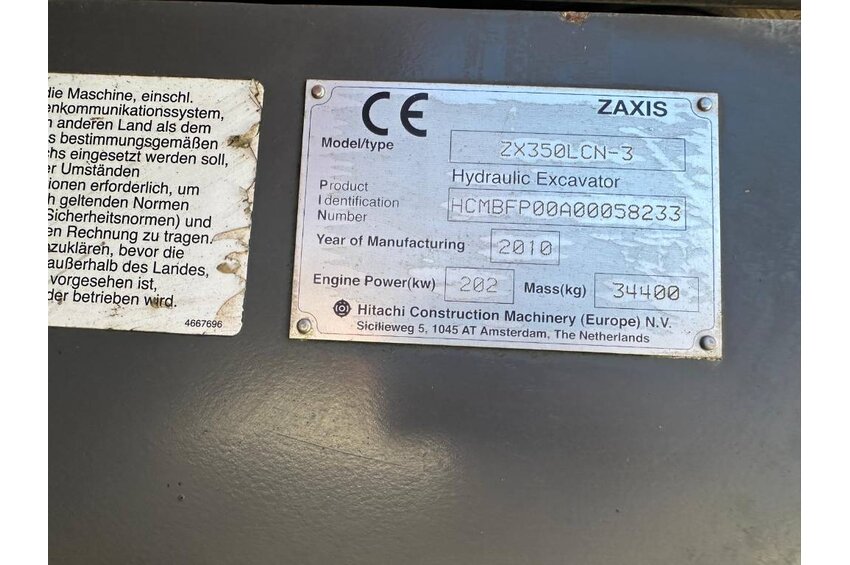 die Maschine, einschl.
enkommunikationssystem,
anderen Land als dem
s bestimmungsgemäßen
chs eingesetzt werden soll,
er Umständen
ionen erforderlich, um
h geltenden Normen
Sicherheitsnormen) und
en Rechnung zu tragen.
zuklären, bevor die
außerhalb des Landes,
vorgesehen ist,
der betrieben wird.
4667696
CE
ZAXIS
Model/type ZX350LCN-3
Hydraulic Excavator
Product
Identification
Number
HCMBFP00A00058233
Year of Manufacturing 2010
Engine Power(kw) 202 Mass(kg) 34400
Hitachi Construction Machinery (Europe) N.V.
Sicilieweg 5, 1045 AT Amsterdam, The Netherlands